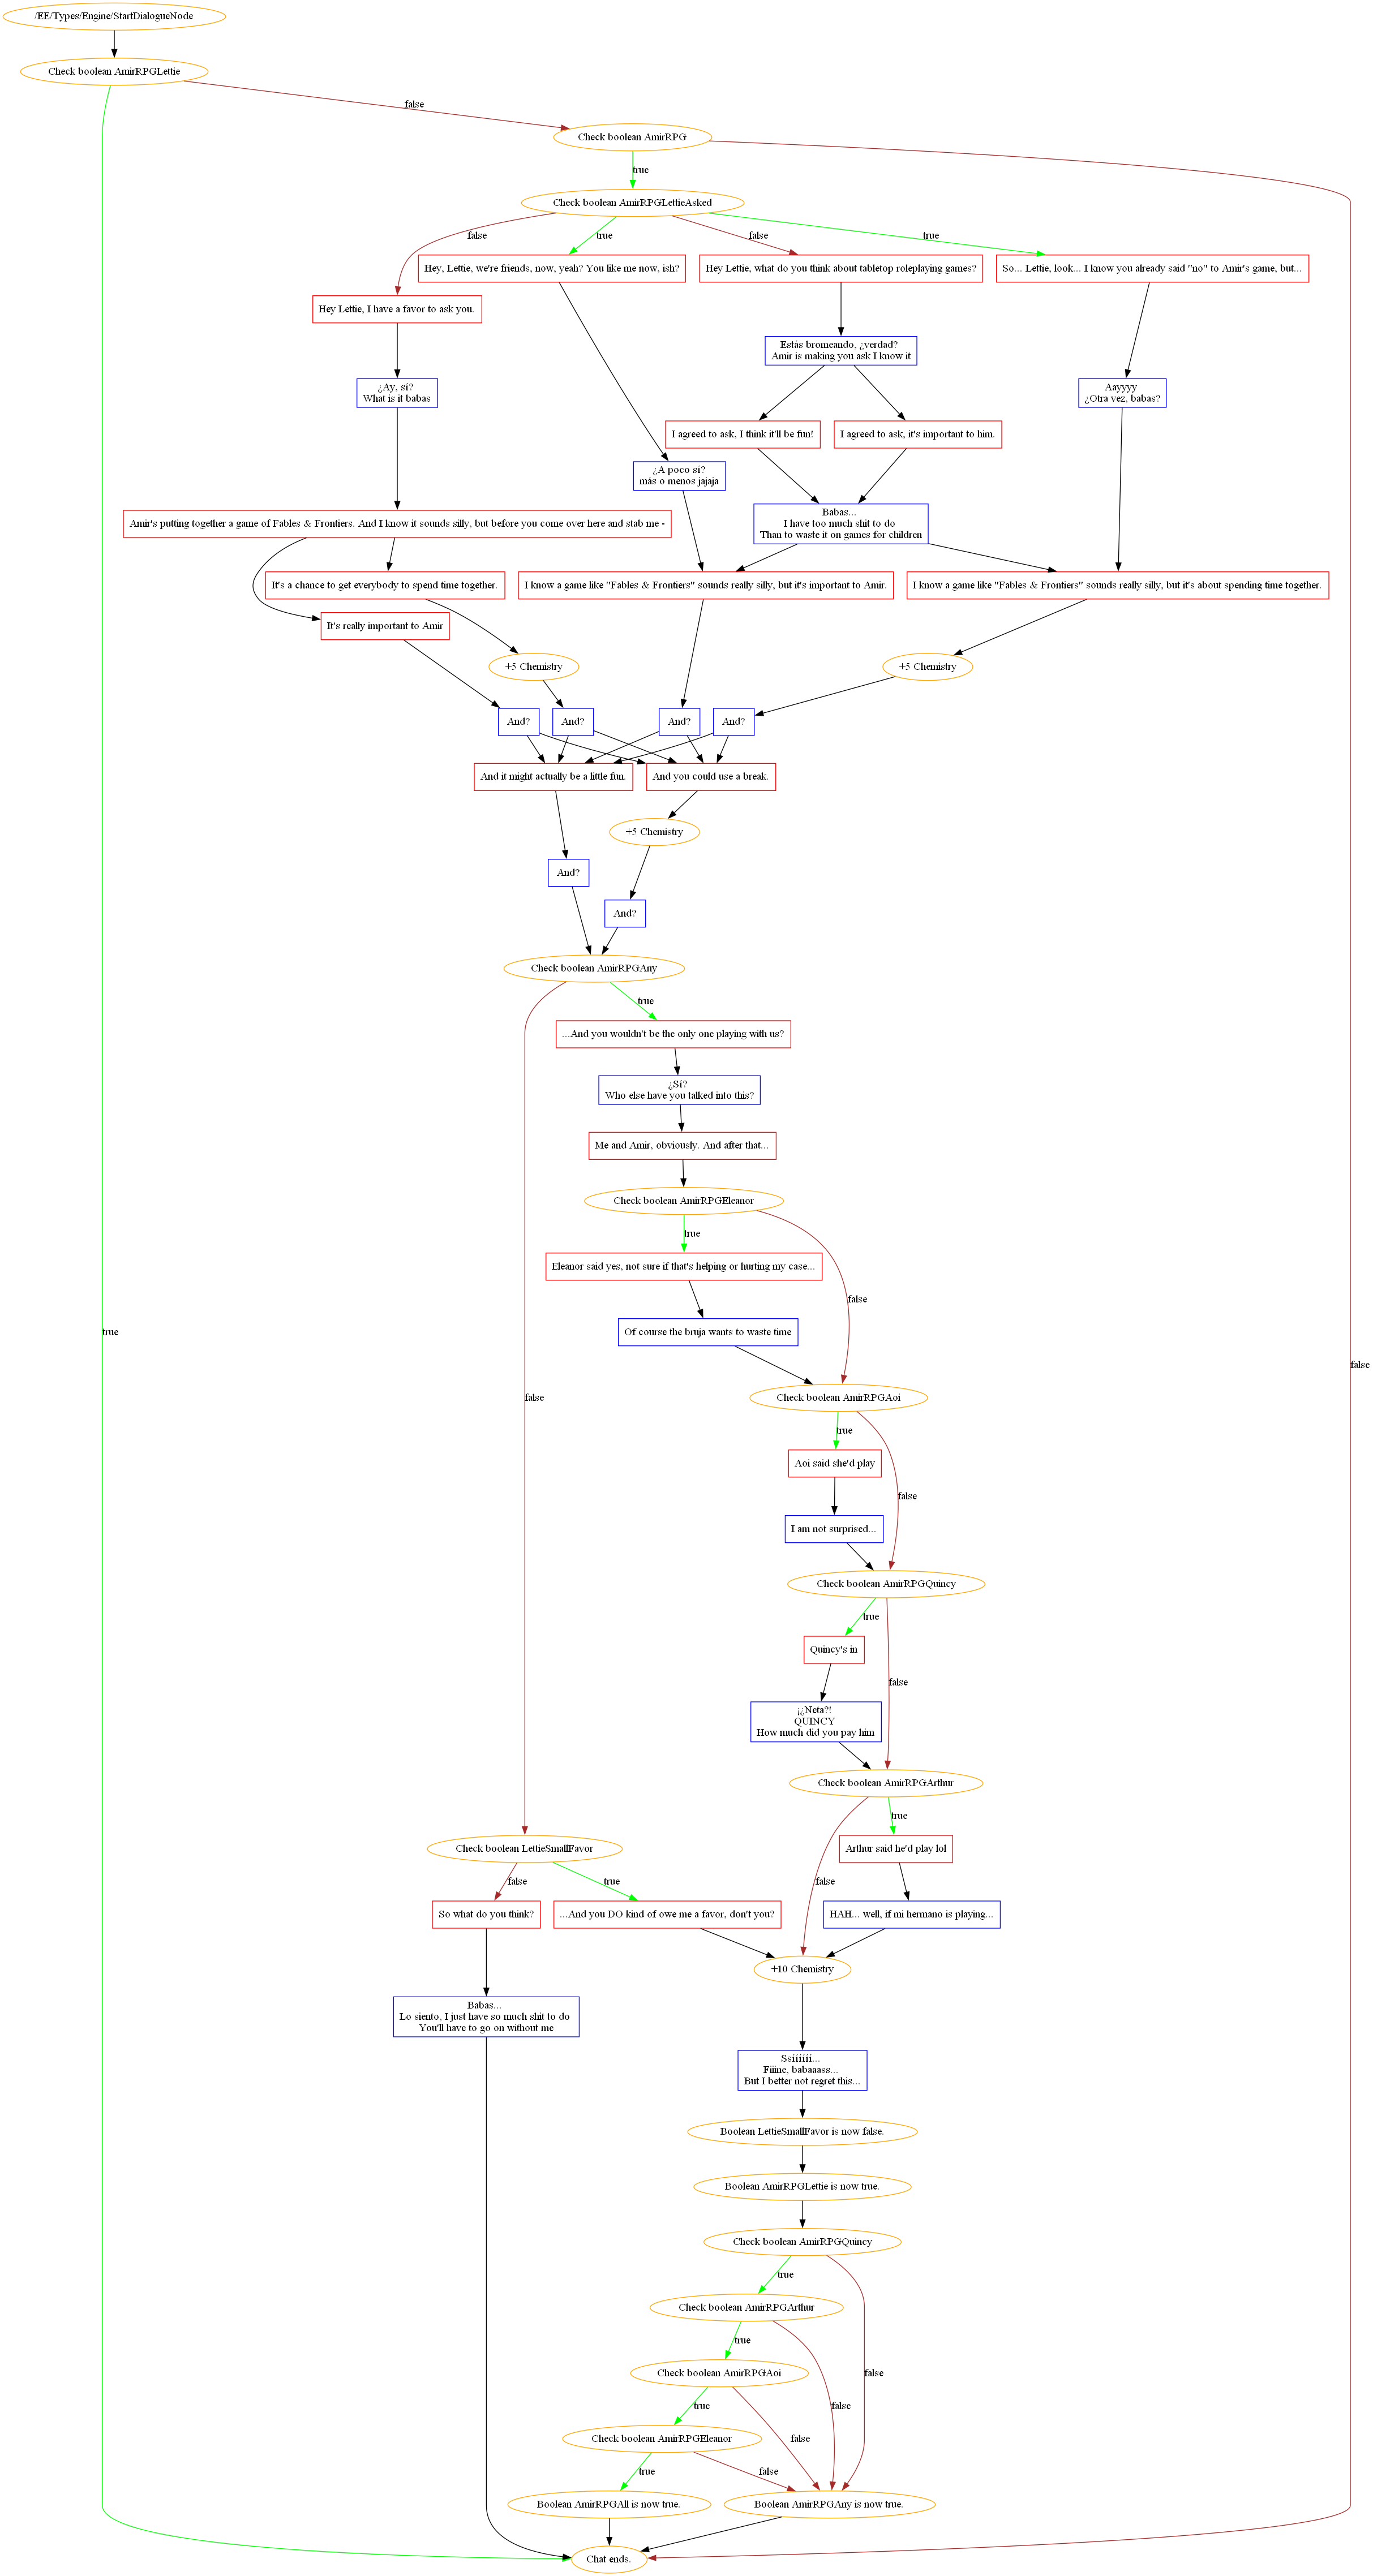 /EE/Types/Engine/StartDialogueNode
Check boolean AmirRPGLettie
false
Check boolean AmirRPG
true
Check boolean AmirRPGLettieAsked
false
true
false
true
Hey, Lettie, we're friends, now, yeah? You like me now, ish?
Hey Lettie, what do you think about tabletop roleplaying games?
So... Lettie, look... I know you already said "no" to Amir's game, but...
Hey Lettie, I have a favor to ask you.
Estás bromeando, ¿verdad?
Amir is making you ask I know it
¿Ay, sí?
What is it babas
Aayyyy
¿Otra vez, babas?
I agreed to ask, I think it'll be fun!
I agreed to ask, it's important to him.
¿A poco sí?
más o menos jajaja
Amir's putting together a game of Fables & Frontiers. And I know it sounds silly, but before you come over here and stab me -
Babas...
I have too much shit to do
Than to waste it on games for children
It's a chance to get everybody to spend time together.
I know a game like "Fables & Frontiers" sounds really silly, but it's important to Amir.
I know a game like "Fables & Frontiers" sounds really silly, but it's about spending time together.
It's really important to Amir
+5 Chemistry
+5 Chemistry
And?
And?
And?
And?
And it might actually be a little fun.
And you could use a break.
+5 Chemistry
And?
And?
Check boolean AmirRPGAny
true
...And you wouldn't be the only one playing with us?
¿Sí?
Who else have you talked into this?
Me and Amir, obviously. And after that...
Check boolean AmirRPGEleanor
true
Eleanor said yes, not sure if that's helping or hurting my case...
false
Of course the bruja wants to waste time
true
false
false
Check boolean AmirRPGAoi
true
Aoi said she'd play
false
I am not surprised...
Check boolean AmirRPGQuincy
true
Quincy's in
false
¡¿Neta?!
QUINCY
How much did you pay him
Check boolean AmirRPGArthur
true
Check boolean LettieSmallFavor
Arthur said he'd play lol
false
true
false
So what do you think?
...And you DO kind of owe me a favor, don't you?
HAH... well, if mi hermano is playing...
+10 Chemistry
Babas...
Lo siento, I just have so much shit to do
You'll have to go on without me
Ssíííííí...
Fiiine, babaaass...
But I better not regret this...
Boolean LettieSmallFavor is now false.
Boolean AmirRPGLettie is now true.
Check boolean AmirRPGQuincy
true
Check boolean AmirRPGArthur
true
Check boolean AmirRPGAoi
false
true
false
Check boolean AmirRPGEleanor
false
true
false
Boolean AmirRPGAll is now true.
Boolean AmirRPGAny is now true.
Chat ends.